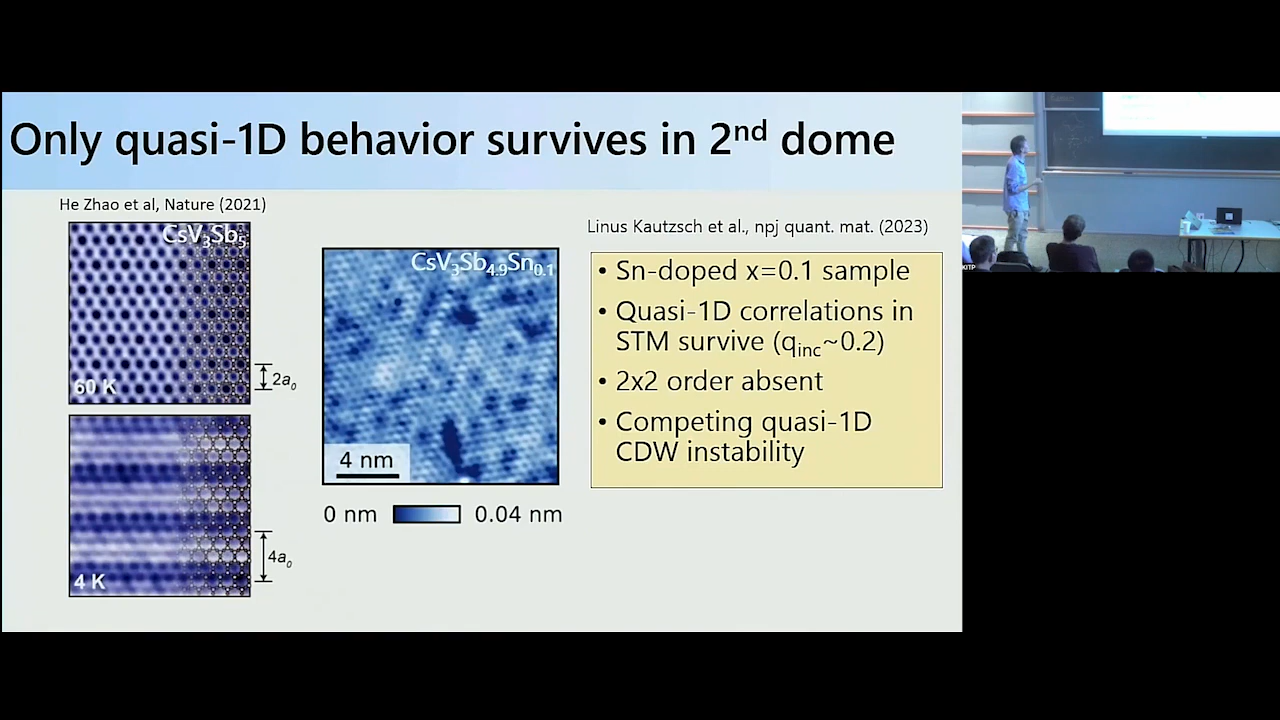 Only quasi-1D behavior survives in 2nd dome
He Zhao et al, Nature (2021)
CsV3Sb5
60 K
2a0
4 K
4a0
CsV3Sb4.9Sn0.1
4 nm
0 nm
0.04 nm
Linus Kautzsch et al., npj quant. mat. (2023)
• Sn-doped x=0.1 sample
• Quasi-1D correlations in
STM survive (qinc~0.2)
• 2x2 order absent
• Competing quasi-1D
CDW instability
KITP